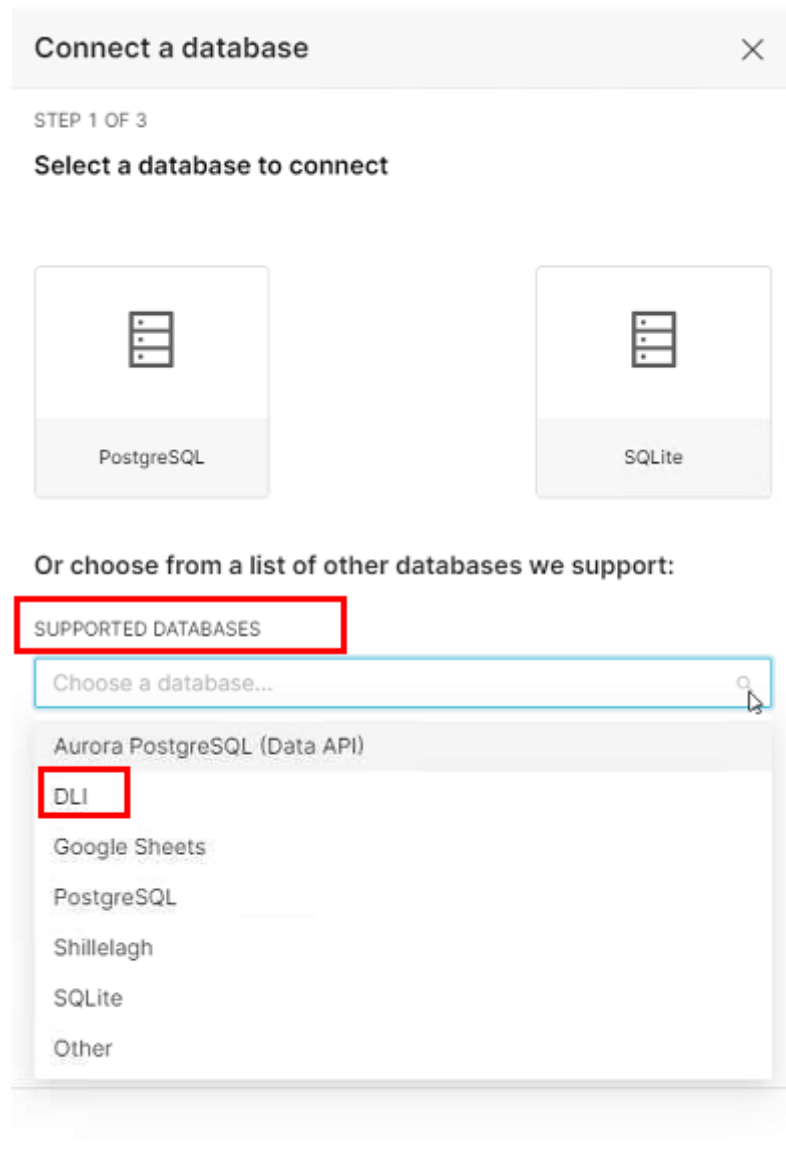 Connect a database
STEP 1 OF 3
Select a database to connect
PostgreSQL
SQLite
Or choose from a list of other databases we support:
SUPPORTED DATABASES
Choose a database...
Aurora PostgreSQL (Data API)
DLI
Google Sheets
PostgreSQL
Shillelagh
SQLite
Other